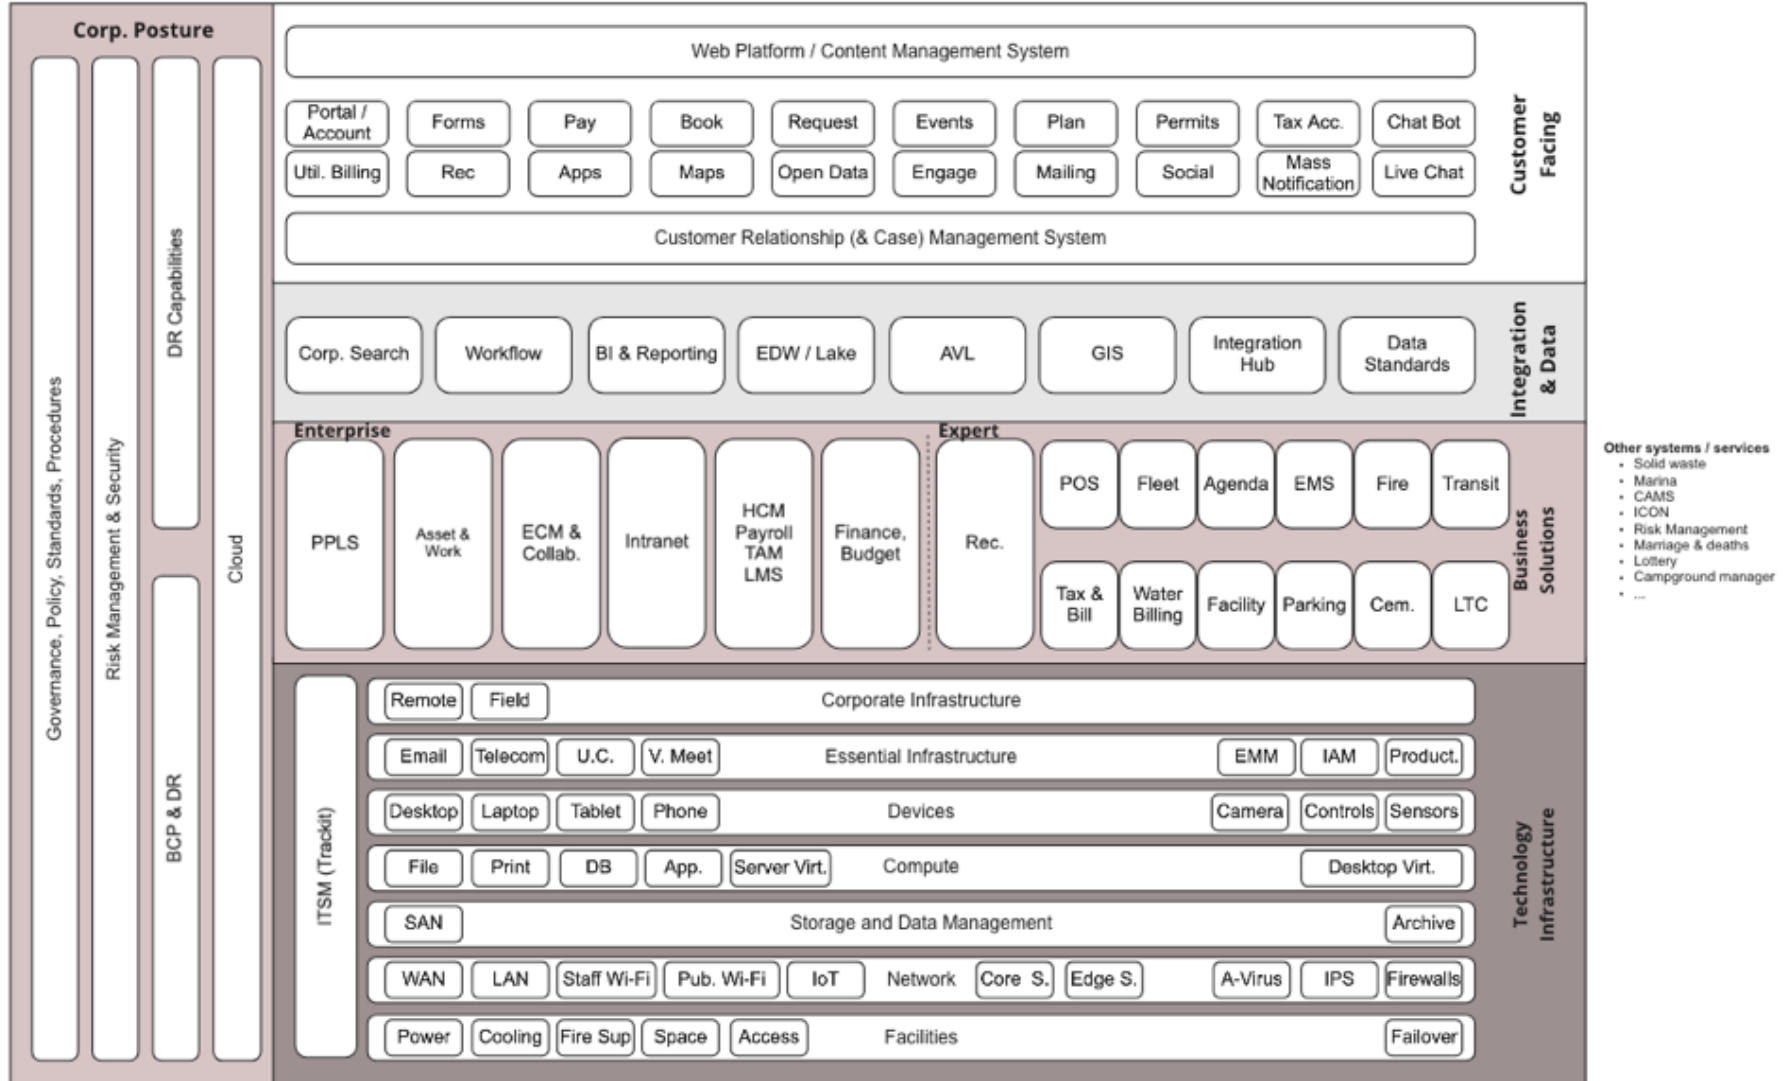 Corp. Posture
Governance, Policy, Standards, Procedures
Risk Management & Security
DR Capabilities
BCP & DR
Cloud
Web Platform / Content Management System
Portal /
Account
Forms
Pay
Book
Request
Events
Plan
Permits
Tax Acc.
Chat Bot
Util. Billing
Rec
Apps
Maps
Open Data
Engage
Mailing
Social
Mass
Notification
Live Chat
Customer Relationship (& Case) Management System
Customer
Facing
Corp. Search
Workflow
BI & Reporting
EDW / Lake
AVL
GIS
Integration
Hub
Data
Standards
Integration
& Data
Enterprise
PPLS
Asset &
Work
ECM &
Collab.
Intranet
HCM
Payroll
TAM
LMS
Finance,
Budget
Expert
Rec.
POS
Fleet
Agenda
EMS
Fire
Transit
Tax &
Bill
Water
Billing
Facility
Parking
Cem.
LTC
Business
Solutions
Other systems / services
• Solid waste
• Marina
• CAMS
• ICON
• Risk Management
• Marriage & deaths
• Lottery
• Campground manager
• ...
ITSM (Trackit)
Remote
Field
Corporate Infrastructure
Email
Telecom
U.C.
V. Meet
Essential Infrastructure
EMM
IAM
Product.
Desktop
Laptop
Tablet
Phone
Devices
Camera
Controls
Sensors
File
Print
DB
App.
Server Virt.
Compute
Desktop Virt.
SAN
Storage and Data Management
Archive
WAN
LAN
Staff Wi-Fi
Pub. Wi-Fi
IoT
Network
Core S.
Edge S.
A-Virus
IPS
Firewalls
Power
Cooling
Fire Sup
Space
Access
Facilities
Failover
Technology
Infrastructure